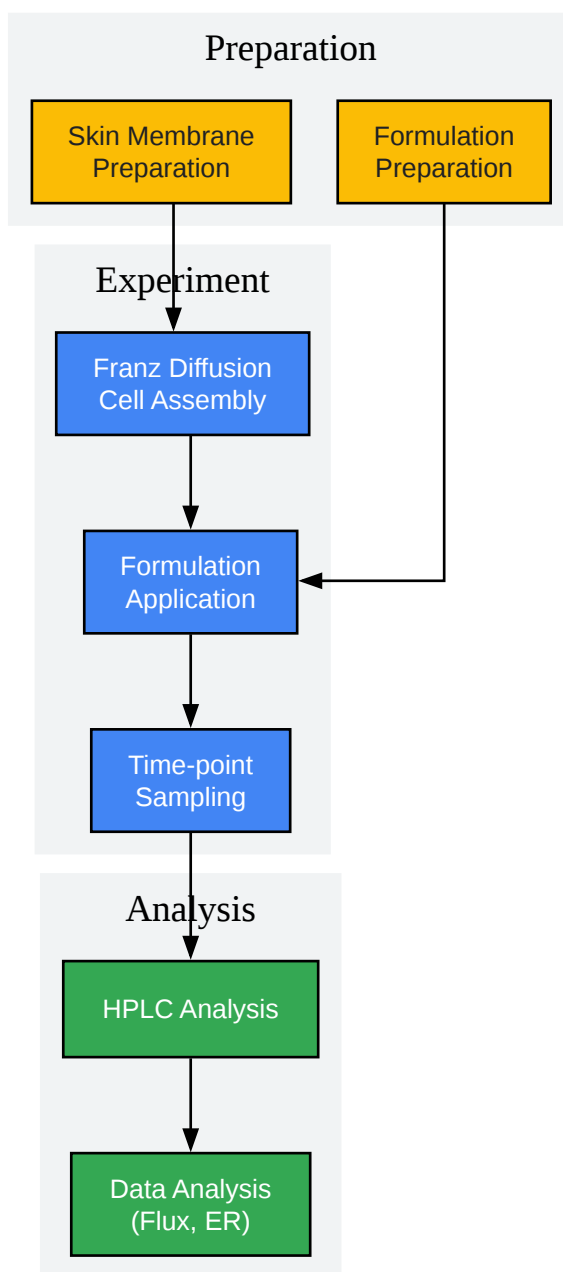 Preparation
Skin Membrane
Preparation
Formulation
Preparation
Experiment
Franz Diffusion
Cell Assembly
Formulation
Application
Time-point
Sampling
Analysis
HPLC Analysis
Data Analysis
(Flux, ER)